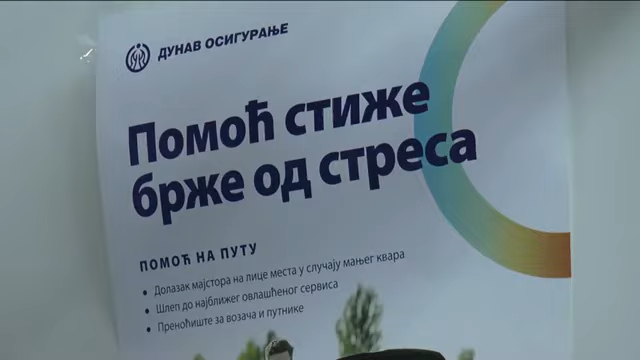 ДУНАВ ОСИГУРАЊЕ
Помоћ стиже
брже од стреса
ПОМОЋ НА ПУТУ
• Долазак мајстора на лице места у случају мањег квара
• Шлеп до најближег овлашћеног сервиса
• Преноћиште за возача и путнике